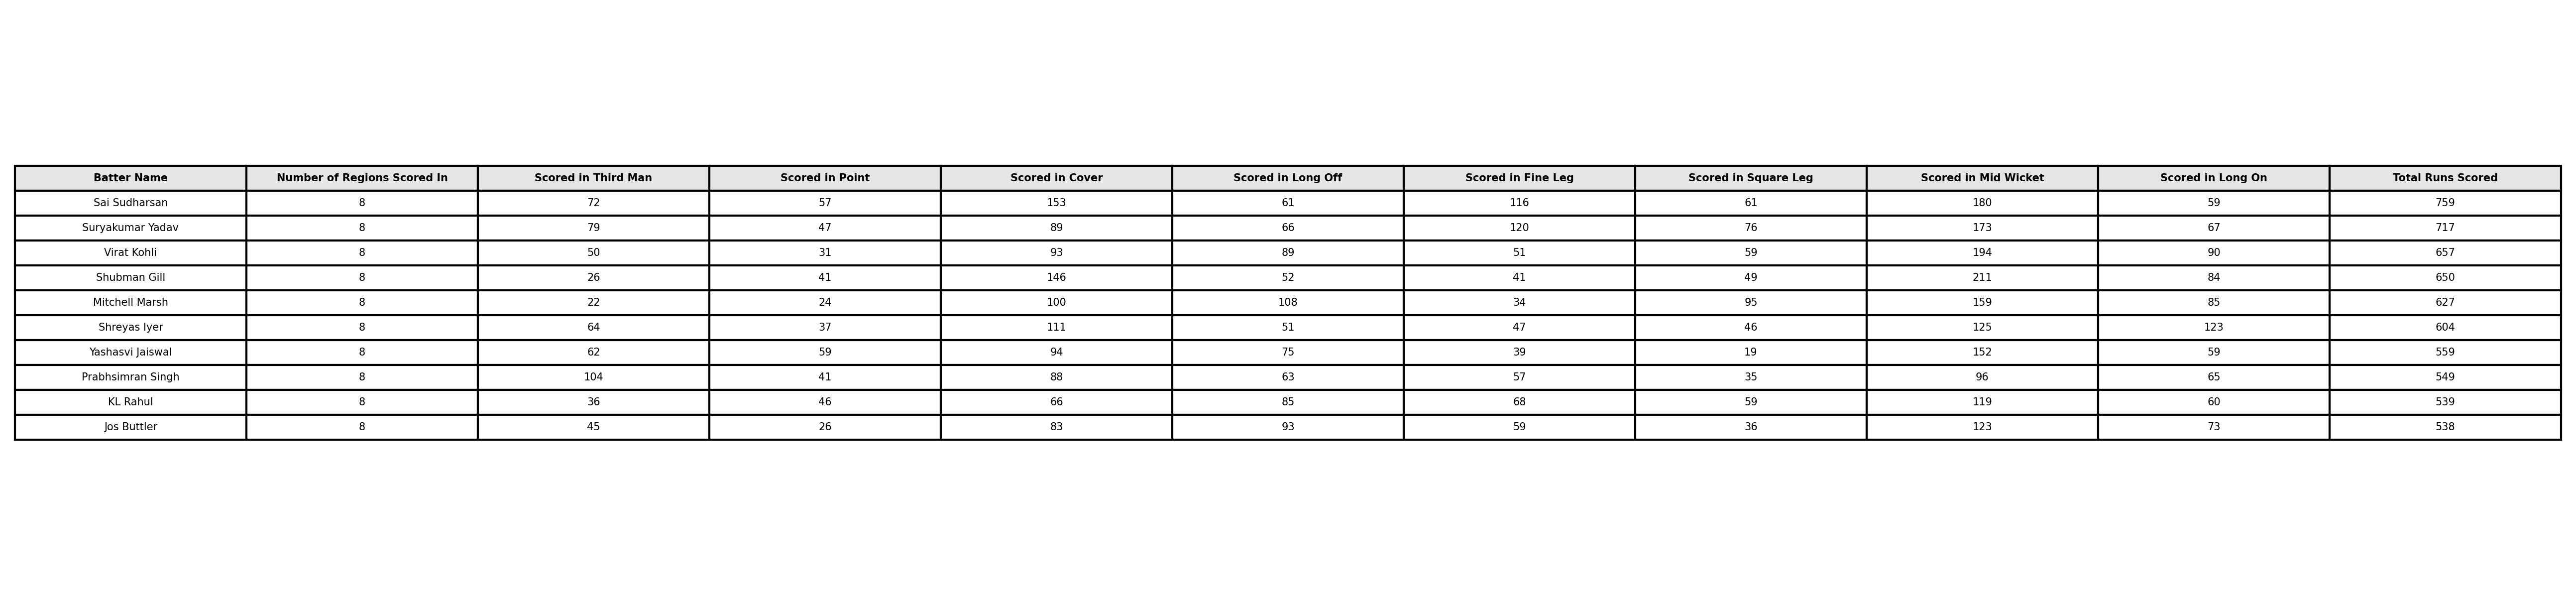 Batter Name Number of Regions Scored In Scored in Third Man Scored in Point Scored in Cover Scored in Long Off Scored in Fine Leg Scored in Square Leg Scored in Mid Wicket Scored in Long On Total Runs Scored
Sai Sudharsan 8 72 57 153 61 116 61 180 59 759
Suryakumar Yadav 8 79 47 89 66 120 76 173 67 717
Virat Kohli 8 50 31 93 89 51 59 194 90 657
Shubman Gill 8 26 41 146 52 41 49 211 84 650
Mitchell Marsh 8 22 24 100 108 34 95 159 85 627
Shreyas Iyer 8 64 37 111 51 47 46 125 123 604
Yashasvi Jaiswal 8 62 59 94 75 39 19 152 59 559
Prabhsimran Singh 8 104 41 88 63 57 35 96 65 549
KL Rahul 8 36 46 66 85 68 59 119 60 539
Jos Buttler 8 45 26 83 93 59 36 123 73 538